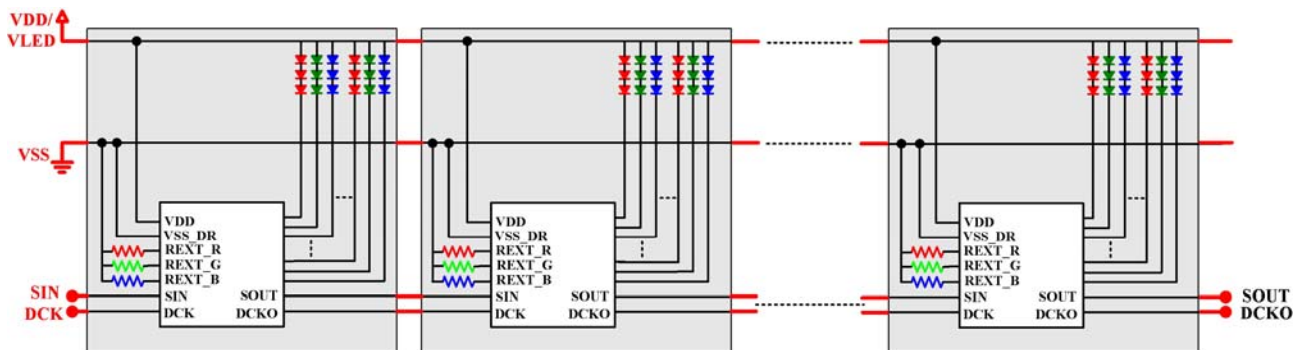 VDD/
VLED
VSS
VDD
VSS_DR
REXT_R
REXT_G
REXT_B
SIN
DCK
SOUT
DCKO
VDD
VSS_DR
REXT_R
REXT_G
REXT_B
SIN
DCK
SOUT
DCKO
VDD
VSS_DR
REXT_R
REXT_G
REXT_B
SIN
DCK
SOUT
DCKO
SIN
DCK
SOUT
DCKO